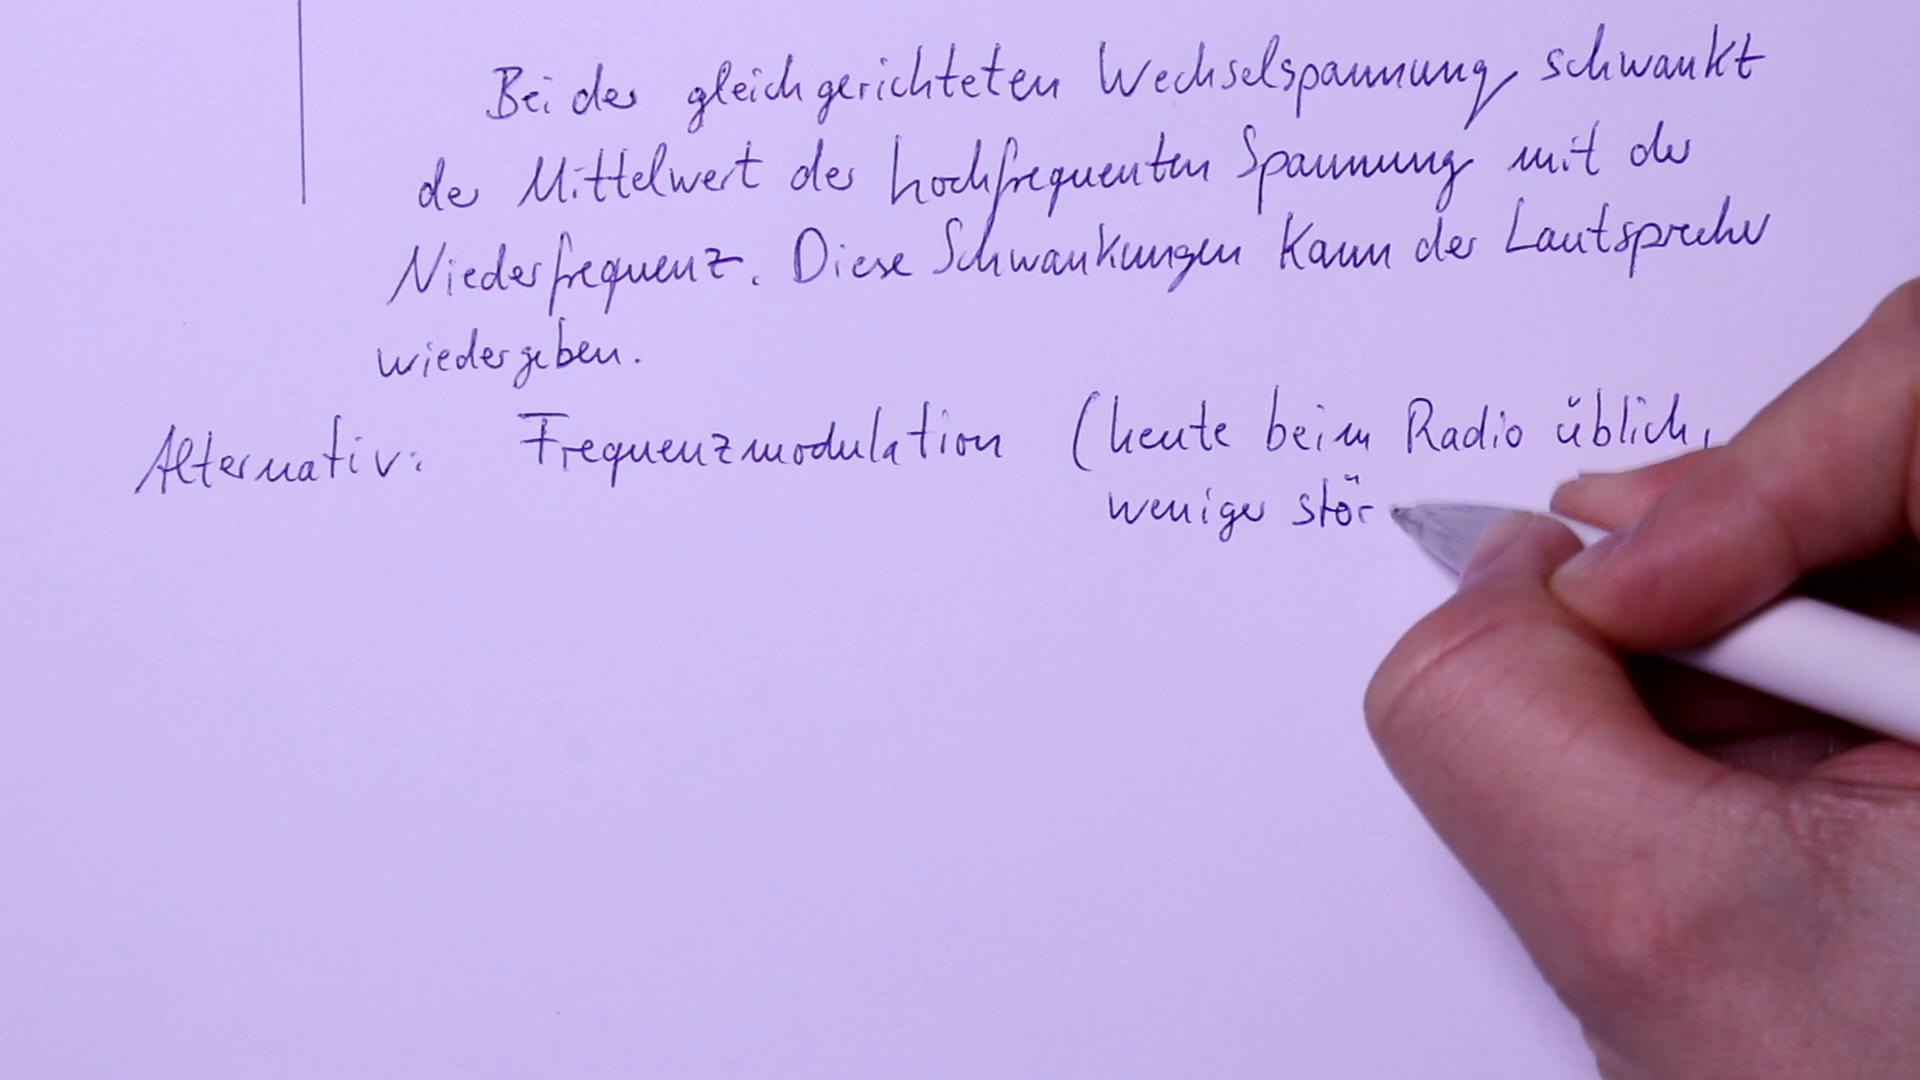 Bei der gleichgerichteten Wechselspannung schwankt
der Mittelwert der hochfrequenten Spannung mit der
Niederfrequenz. Diese Schwankungen kann der Lautsprecher
wiedergeben.
Alternativ: Frequenzmodulation (heute beim Radio üblich,
weniger stör